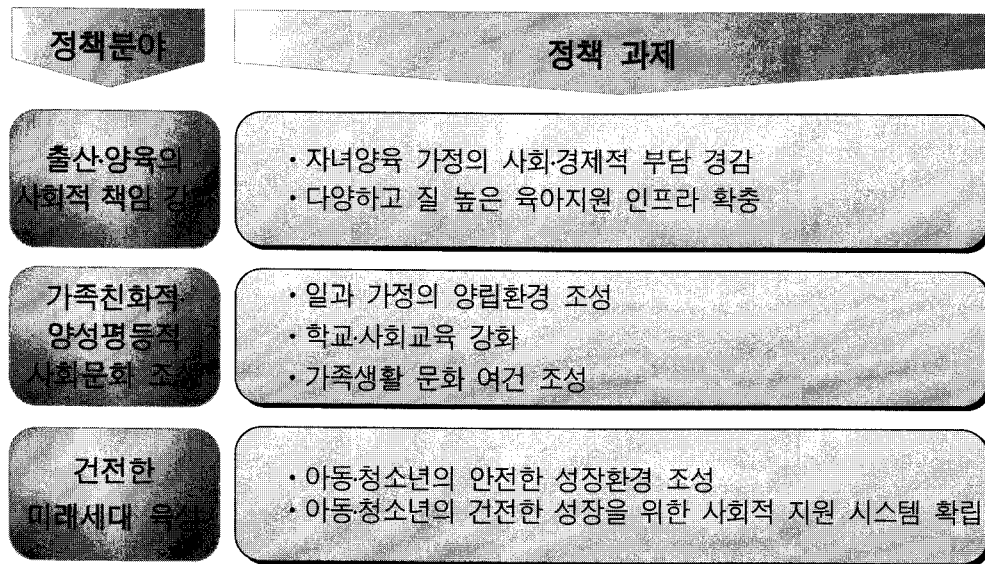 정책분야
정책 과제
출산·양육의
사회적 책임 강화
· 자녀양육 가정의 사회·경제적 부담 경감
· 다양하고 질 높은 육아지원 인프라 확충
가족친화적·
양성평등적
사회문화 조성
· 일과 가정의 양립환경 조성
· 학교·사회교육 강화
· 가족생활 문화 여건 조성
건전한
미래세대 육성
· 아동·청소년의 안전한 성장환경 조성
· 아동·청소년의 건전한 성장을 위한 사회적 지원 시스템 확립